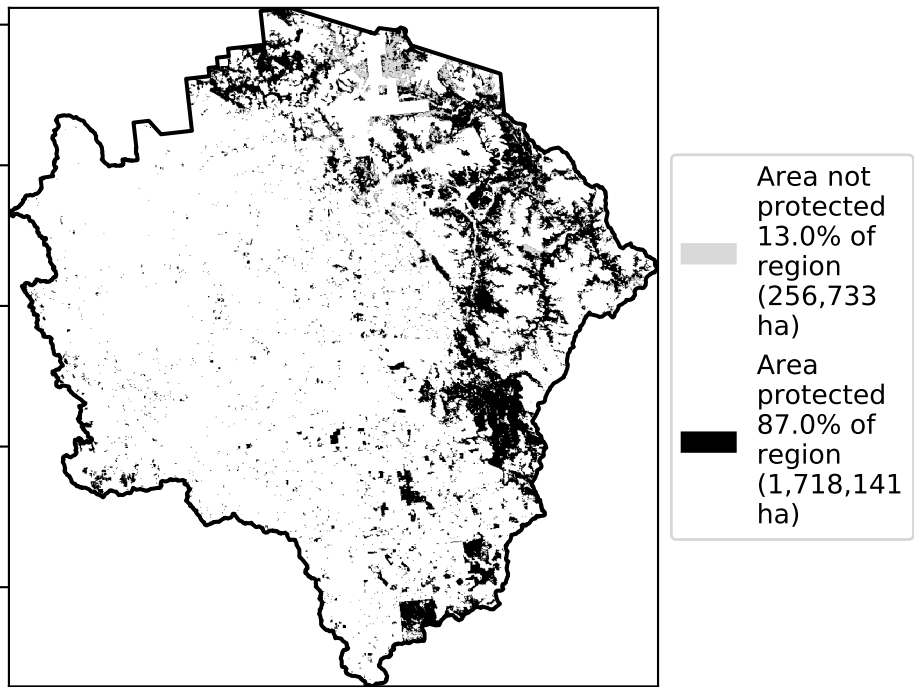 Area not
protected
13.0% of
region
(256,733
ha)
Area
protected
87.0% of
region
(1,718,141
ha)